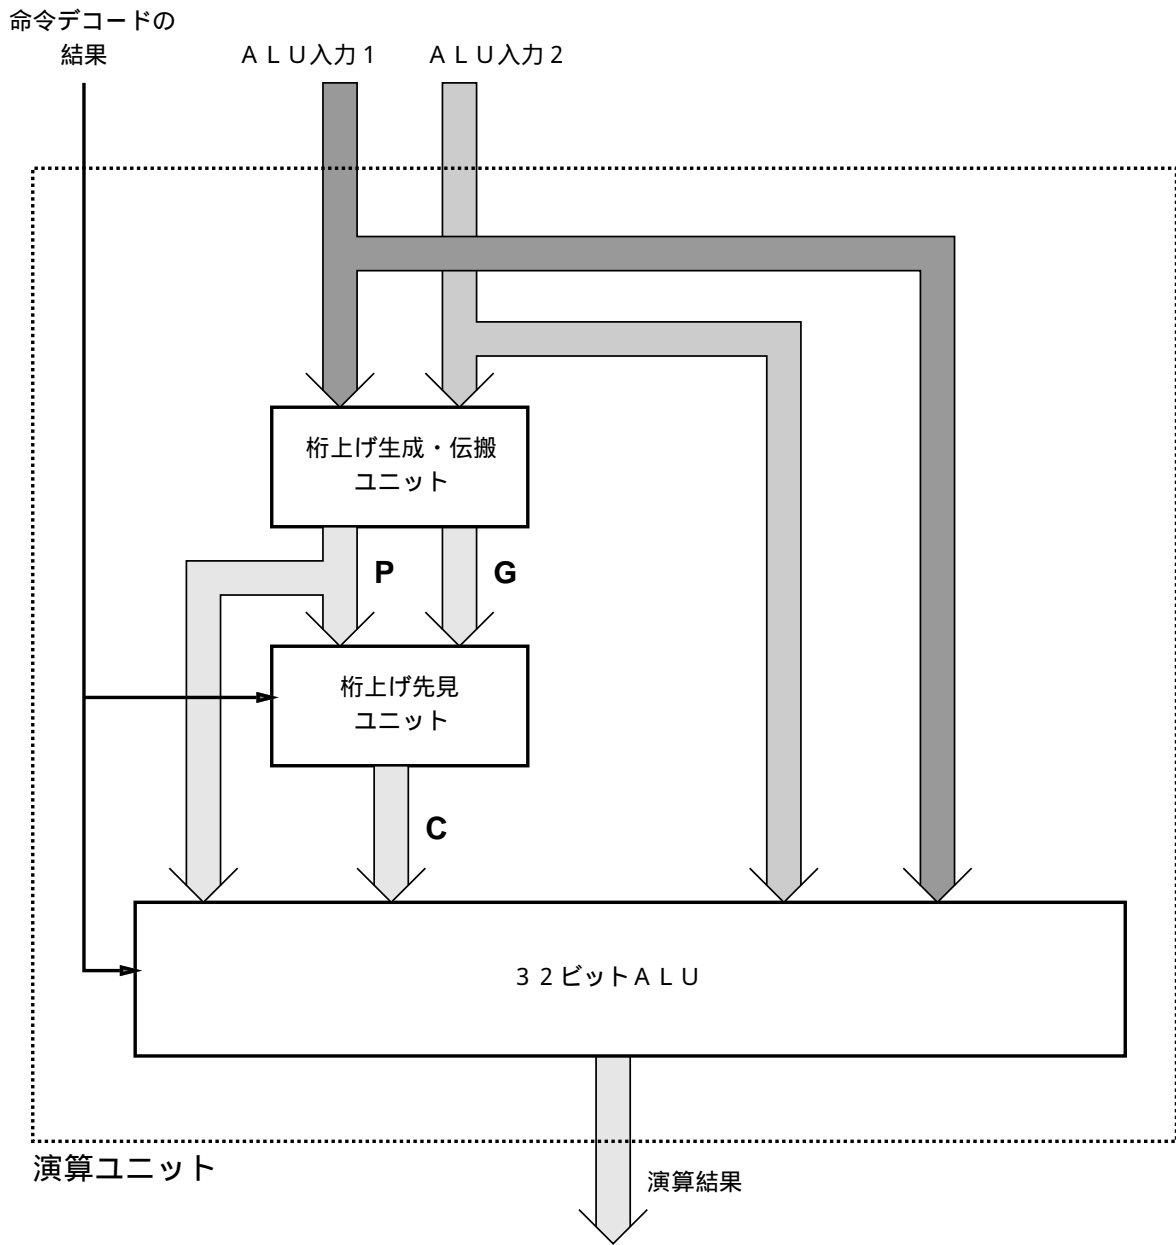 命令デコードの
結果
ＡＬＵ入力１
ＡＬＵ入力２
桁上げ生成・伝搬
ユニット
P
G
桁上げ先見
ユニット
C
３２ビットＡＬＵ
演算ユニット
演算結果